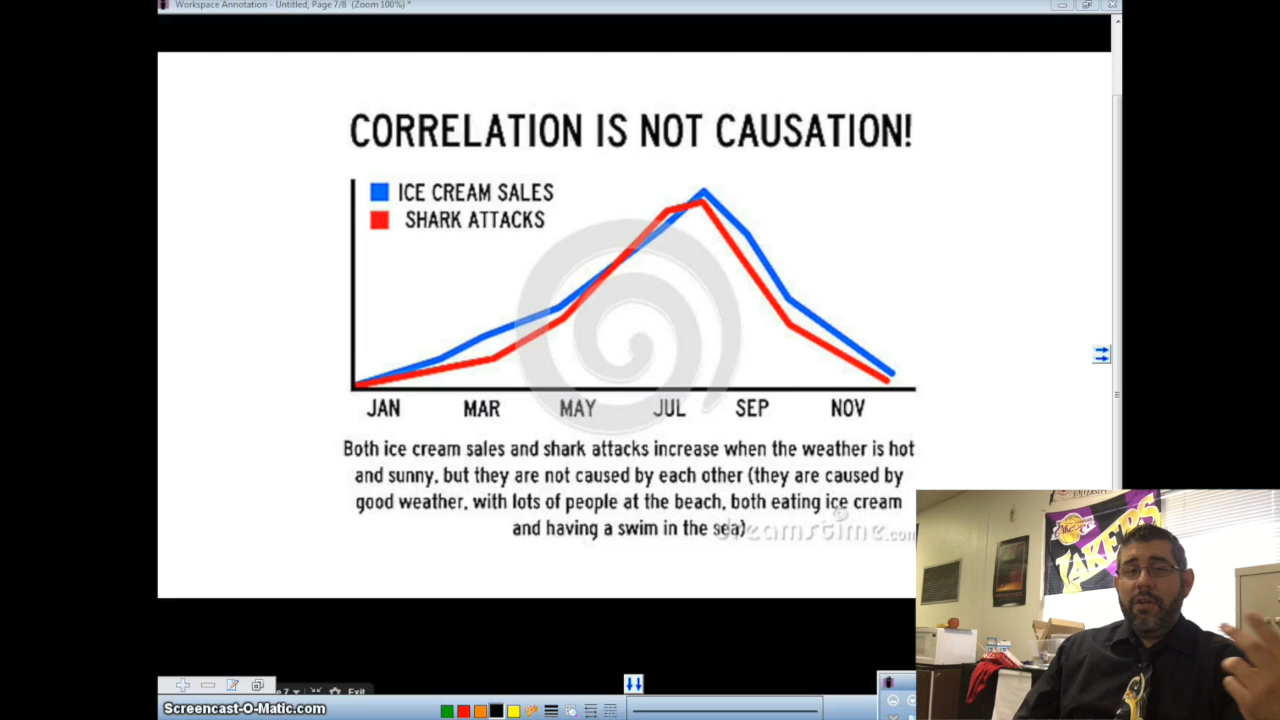 Workspace Annotation - Untitled, Page 7/8 (Zoom 100%) *
CORRELATION IS NOT CAUSATION!
ICE CREAM SALES
SHARK ATTACKS
JAN MAR MAY JUL SEP NOV
Both ice cream sales and shark attacks increase when the weather is hot
and sunny, but they are not caused by each other (they are caused by
good weather, with lots of people at the beach, both eating ice cream
and having a swim in the sea)
dreamstime.com
LAKERS
7
Exit
Screencast-O-Matic.com